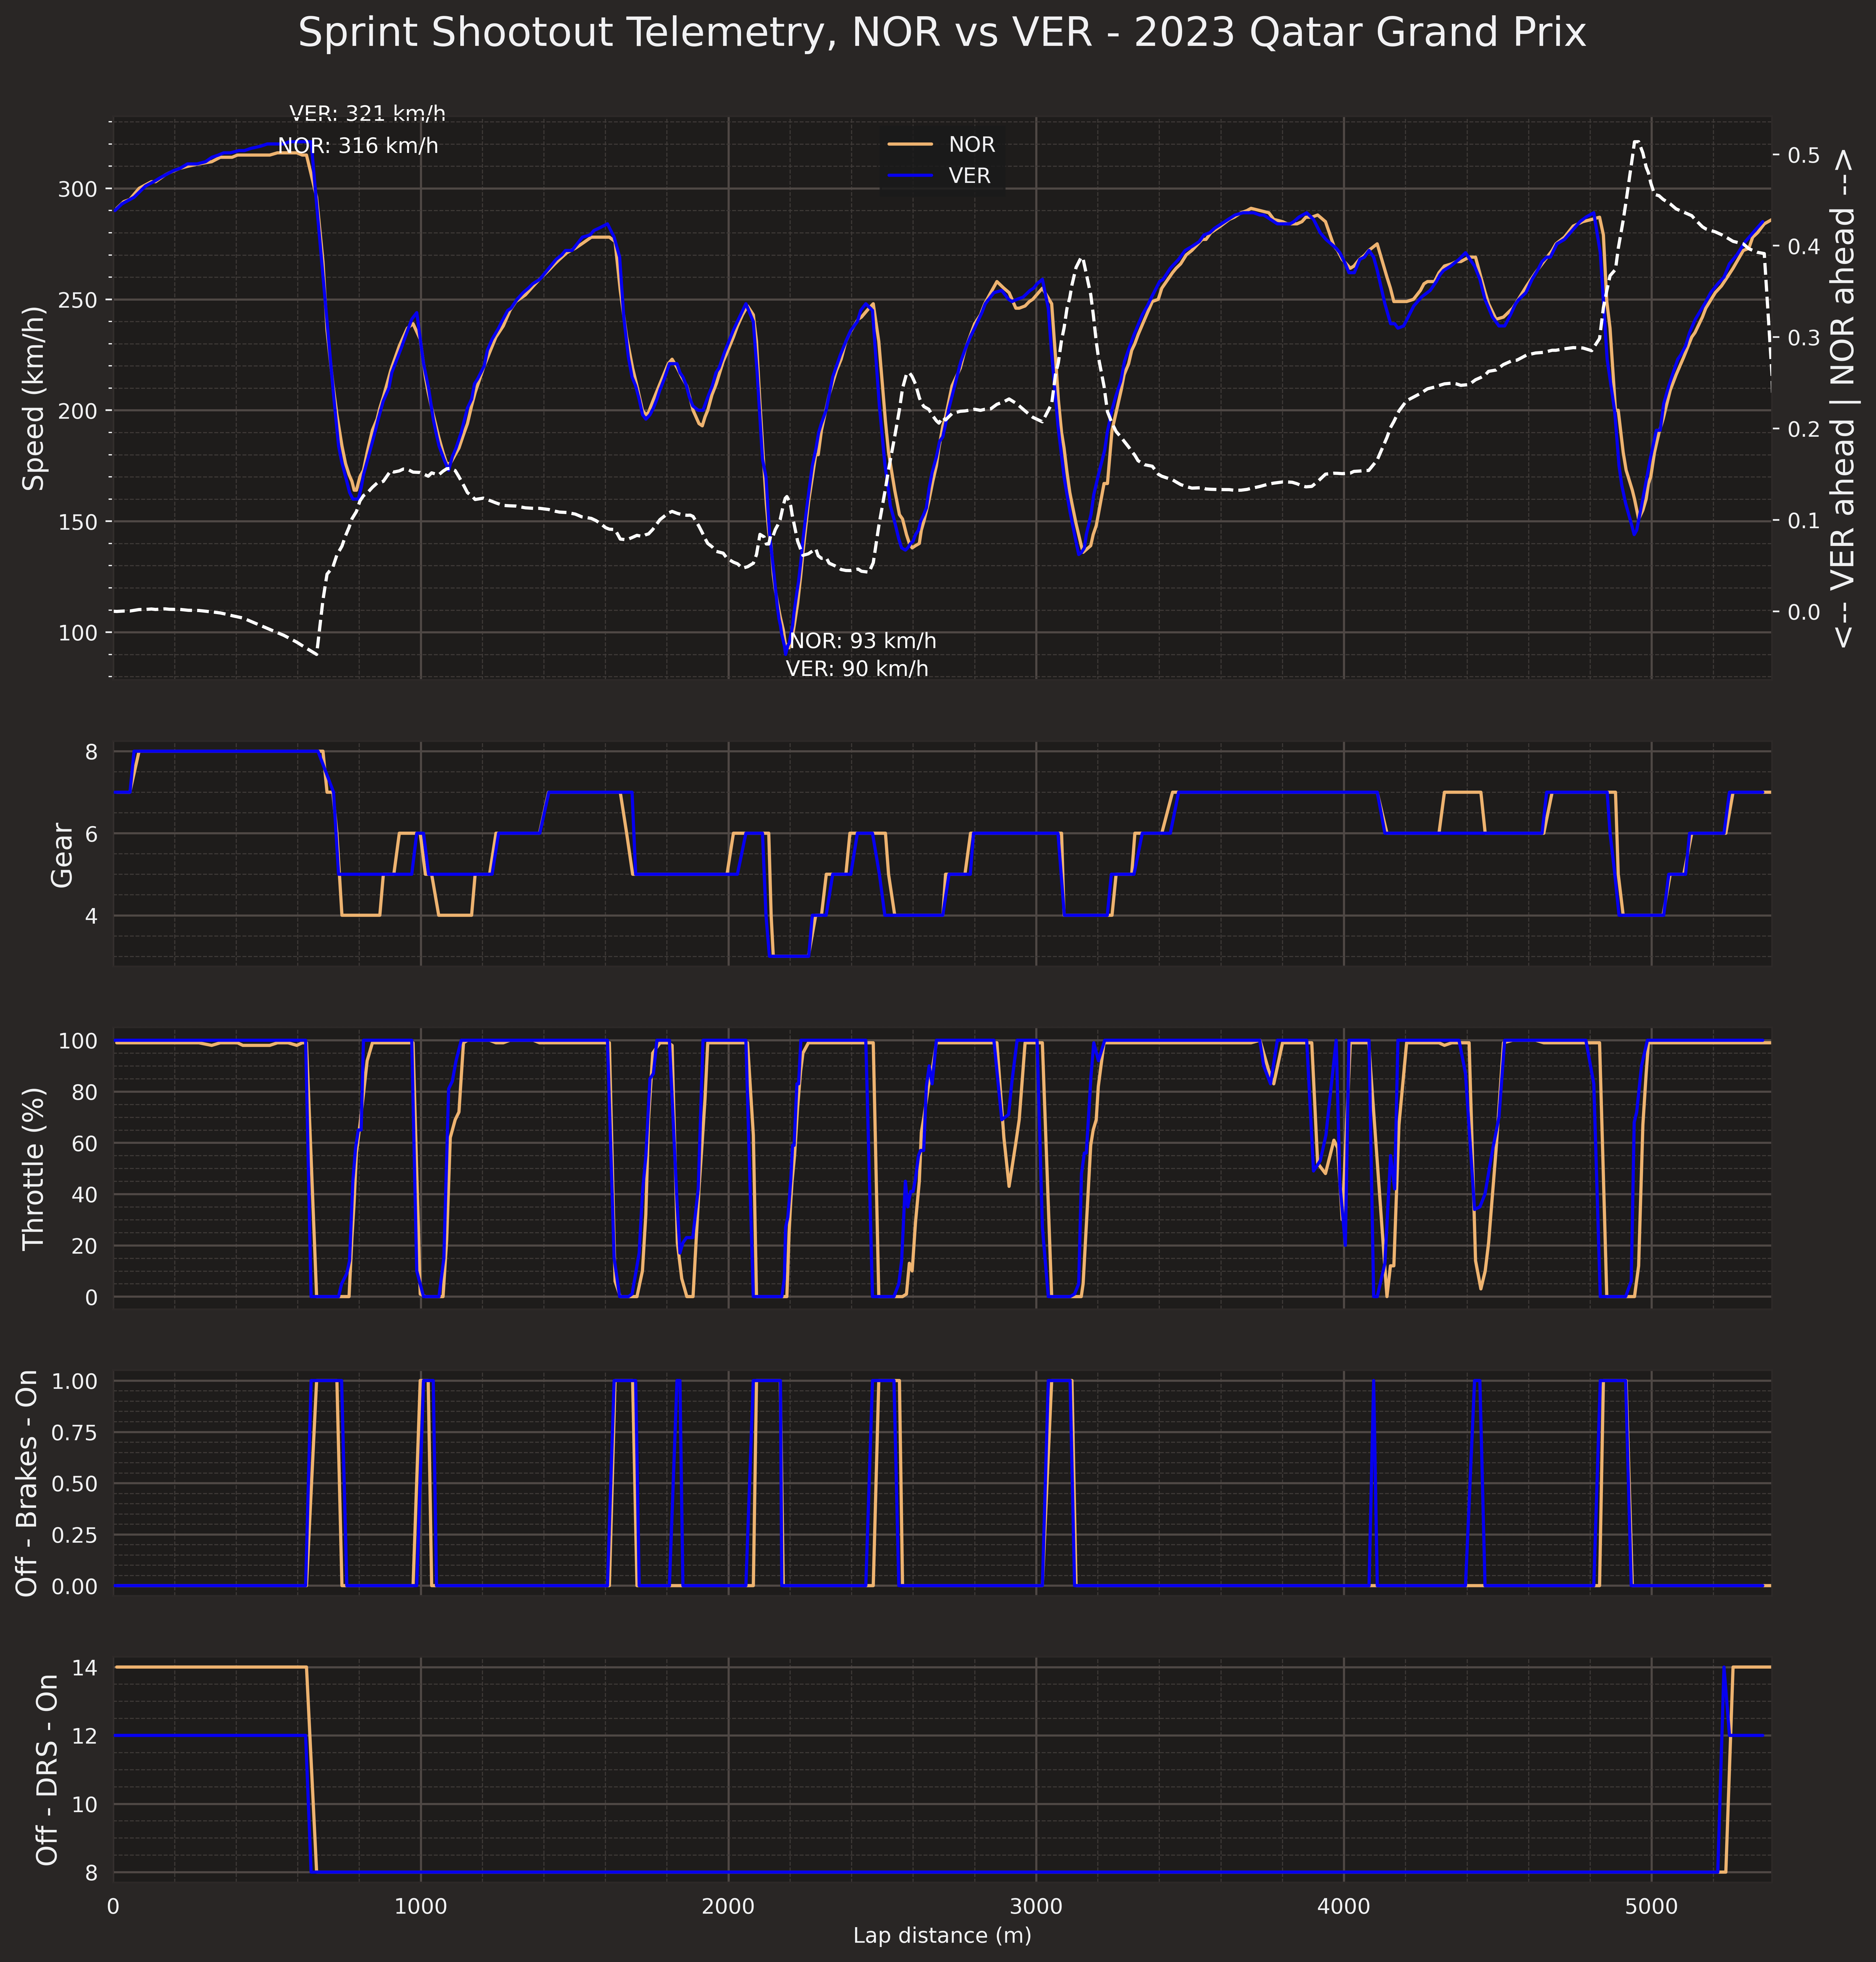 Sprint Shootout Telemetry, NOR vs VER - 2023 Qatar Grand Prix
VER: 321 km/h
NOR: 316 km/h
NOR
VER
NOR: 93 km/h
VER: 90 km/h
Speed (km/h)
300
250
200
150
100
0.5
0.4
0.3
0.2
0.1
0.0
<-- VER ahead | NOR ahead -->
Gear
8
6
4
Throttle (%)
100
80
60
40
20
0
Off - Brakes - On
1.00
0.75
0.50
0.25
0.00
Off - DRS - On
14
12
10
8
0 1000 2000 3000 4000 5000
Lap distance (m)